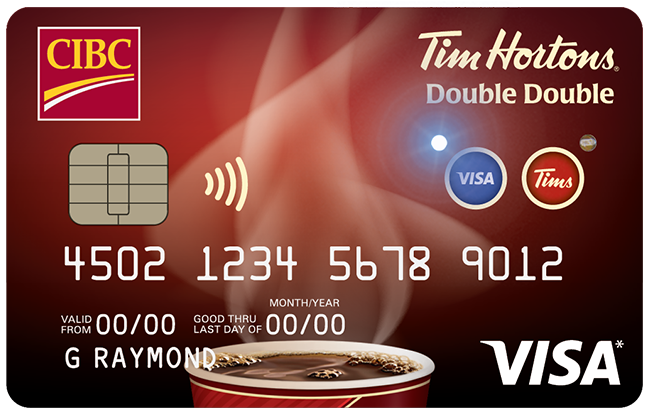 CIBC
Tim Hortons®
Double Double
VISA
Tims
4502 1234 5678 9012
MONTH/YEAR
VALID FROM 00/00 GOOD THRU LAST DAY OF 00/00
G RAYMOND
VISA*